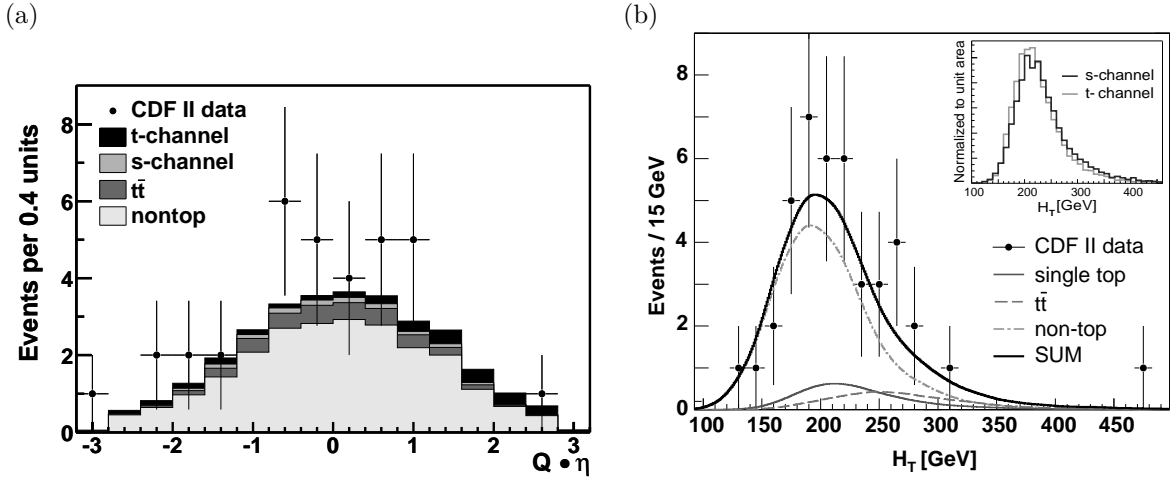 (a)
CDF II data
t-channel
s-channel
tt̄
nontop
Events per 0.4 units
8
6
4
2
0
-3 -2 -1 0 1 2 3
Q • η
(b)
Normalized to unit area
s-channel
t- channel
100 200 300 400
H_T [GeV]
Events / 15 GeV
8
6
4
2
0
CDF II data
single top
tt̄
non-top
SUM
100 150 200 250 300 350 400 450
H_T [GeV]